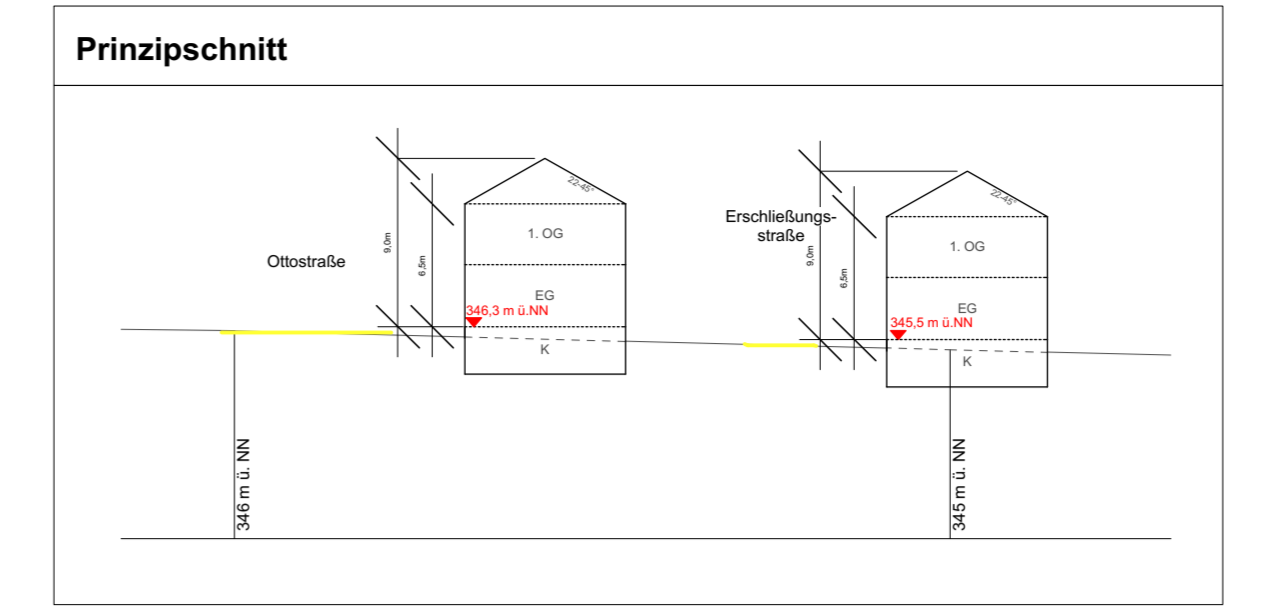 Prinzipschnitt
Ottostraße
9,0m
6,5m
22-45°
1. OG
EG
346,3 m ü.NN
K
346 m ü. NN
Erschließungs-
straße
9,0m
6,5m
22-45°
1. OG
EG
345,5 m ü.NN
K
345 m ü. NN